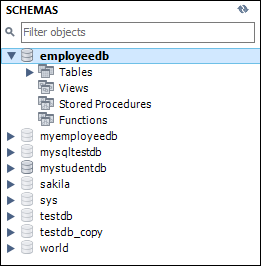 SCHEMAS
Filter objects
employeedb
Tables
Views
Stored Procedures
Functions
myemployeedb
mysqltestdb
mystudentdb
sakila
sys
testdb
testdb_copy
world